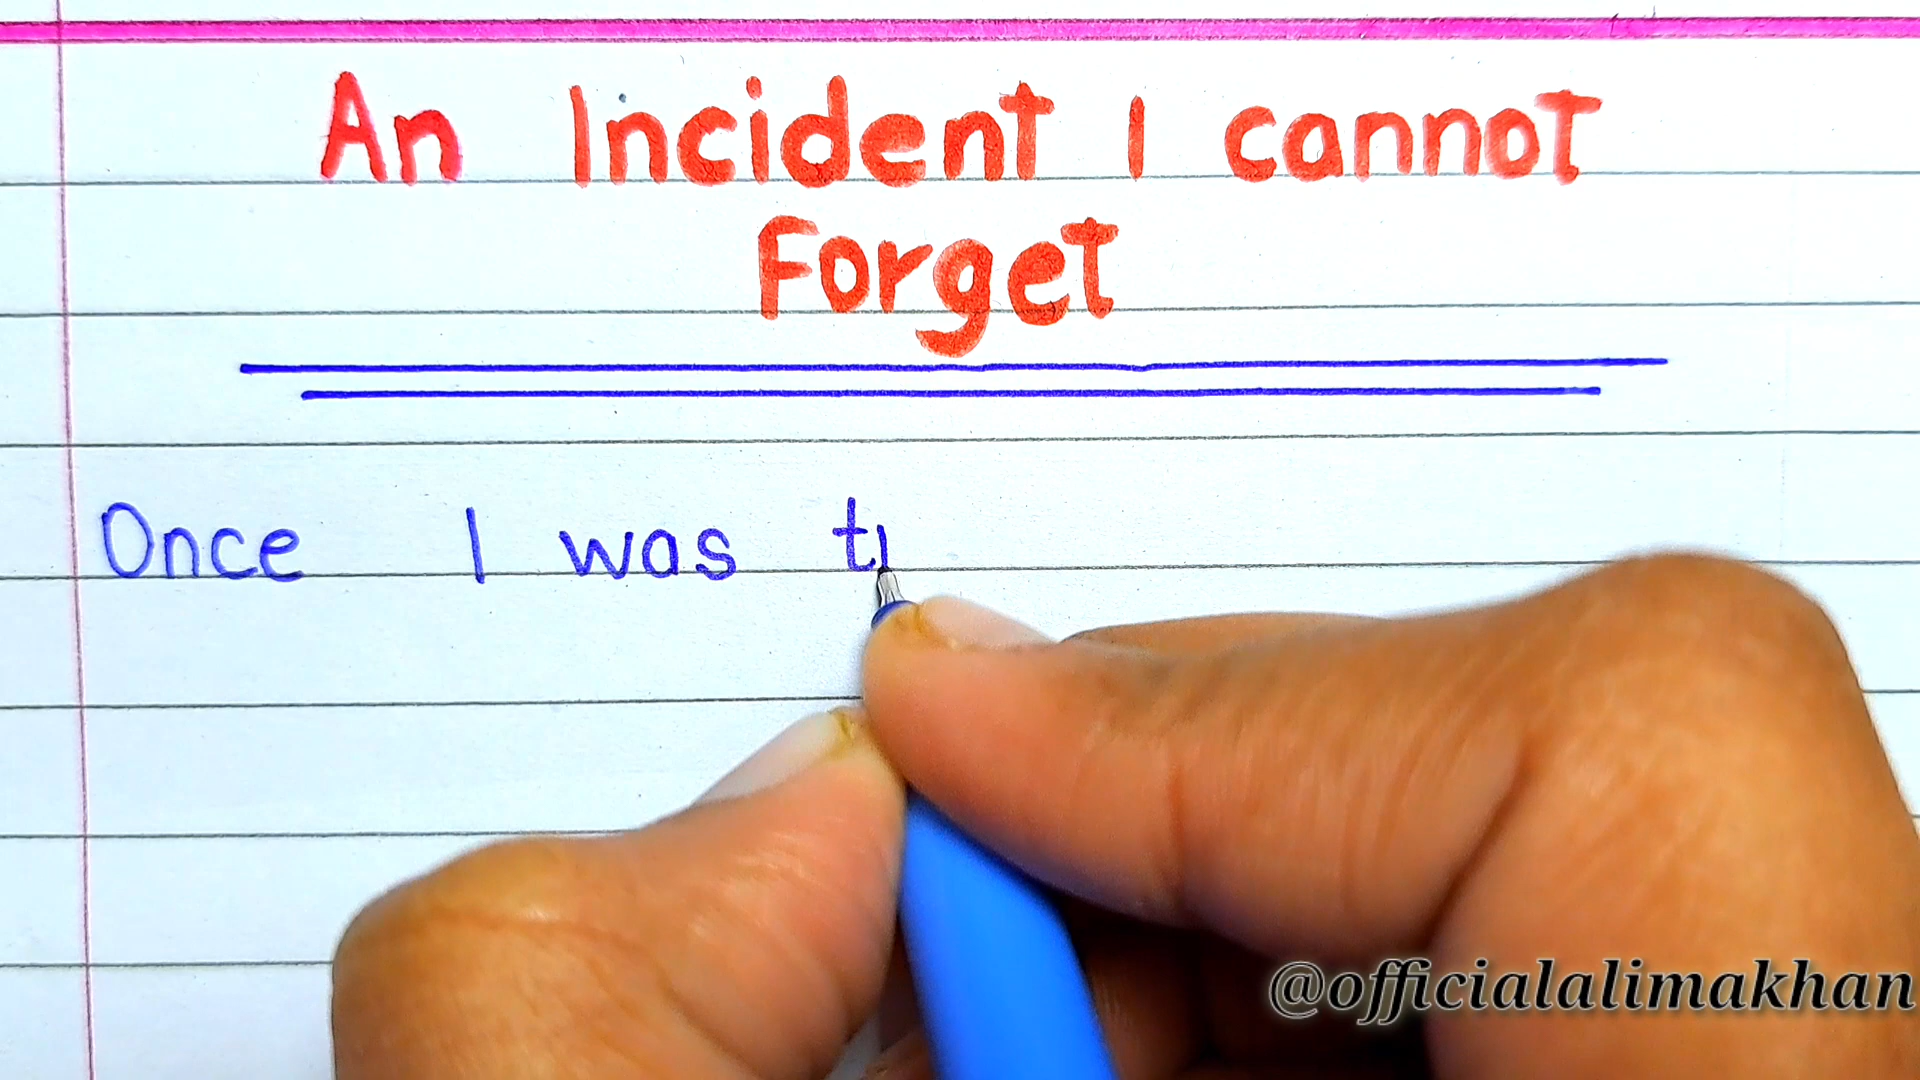 An Incident I cannot
Forget
Once I was
@officialalimakhan